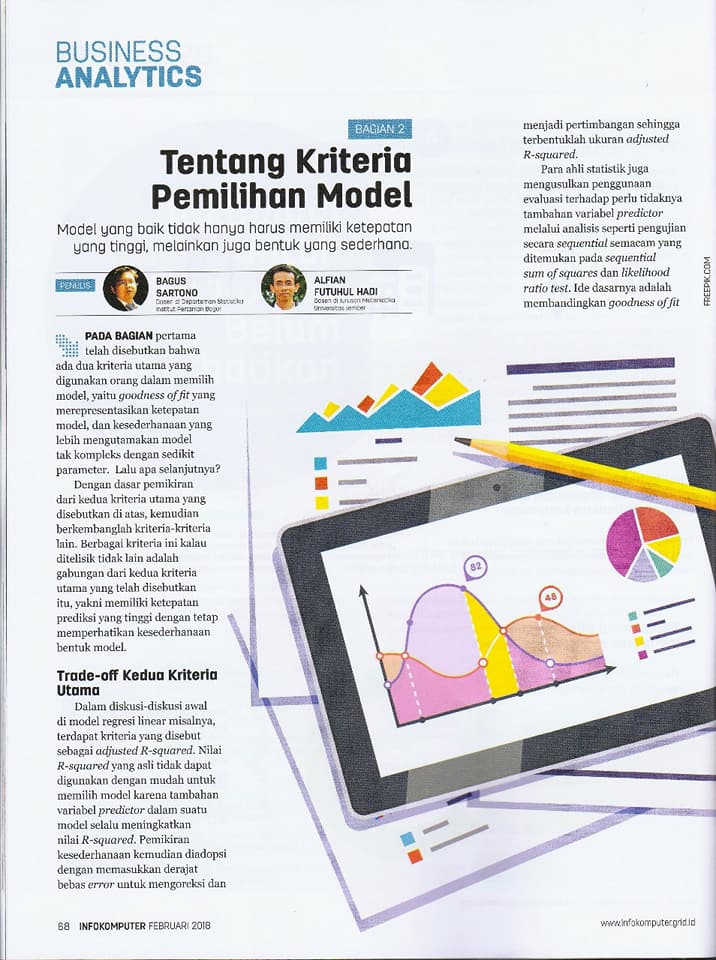 BUSINESS
ANALYTICS
BAGIAN 2
Tentang Kriteria
Pemilihan Model
Model yang baik tidak hanya harus memiliki ketepatan
yang tinggi, melainkan juga bentuk yang sederhana.
PENULIS
BAGUS
SARTONO
Dosen di Departemen Statistika
Institut Pertanian Bogor
ALFIAN
FUTUHUL HADI
Dosen di Jurusan Matematika
Universitas Jember
PADA BAGIAN pertama
telah disebutkan bahwa
ada dua kriteria utama yang
digunakan orang dalam memilih
model, yaitu goodness of fit yang
merepresentasikan ketepatan
model, dan kesederhanaan yang
lebih mengutamakan model
tak kompleks dengan sedikit
parameter. Lalu apa selanjutnya?
Dengan dasar pemikiran
dari kedua kriteria utama yang
disebutkan di atas, kemudian
berkembanglah kriteria-kriteria
lain. Berbagai kriteria ini kalau
ditelisik tidak lain adalah
gabungan dari kedua kriteria
utama yang telah disebutkan
itu, yakni memiliki ketepatan
prediksi yang tinggi dengan tetap
memperhatikan kesederhanaan
bentuk model.
Trade-off Kedua Kriteria
Utama
Dalam diskusi-diskusi awal
di model regresi linear misalnya,
terdapat kriteria yang disebut
sebagai adjusted R-squared. Nilai
R-squared yang asli tidak dapat
digunakan dengan mudah untuk
memilih model karena tambahan
variabel predictor dalam suatu
model selalu meningkatkan
nilai R-squared. Pemikiran
kesederhanaan kemudian diadopsi
dengan memasukkan derajat
bebas error untuk mengoreksi dan
menjadi pertimbangan sehingga
terbentuklah ukuran adjusted
R-squared.
Para ahli statistik juga
mengusulkan penggunaan
evaluasi terhadap perlu tidaknya
tambahan variabel predictor
melalui analisis seperti pengujian
secara sequential semacam yang
ditemukan pada sequential
sum of squares dan likelihood
ratio test. Ide dasarnya adalah
membandingkan goodness of fit
FREEPIK.COM
82
48
68 INFOKOMPUTER FEBRUARI 2018
www.infokomputer.grid.id